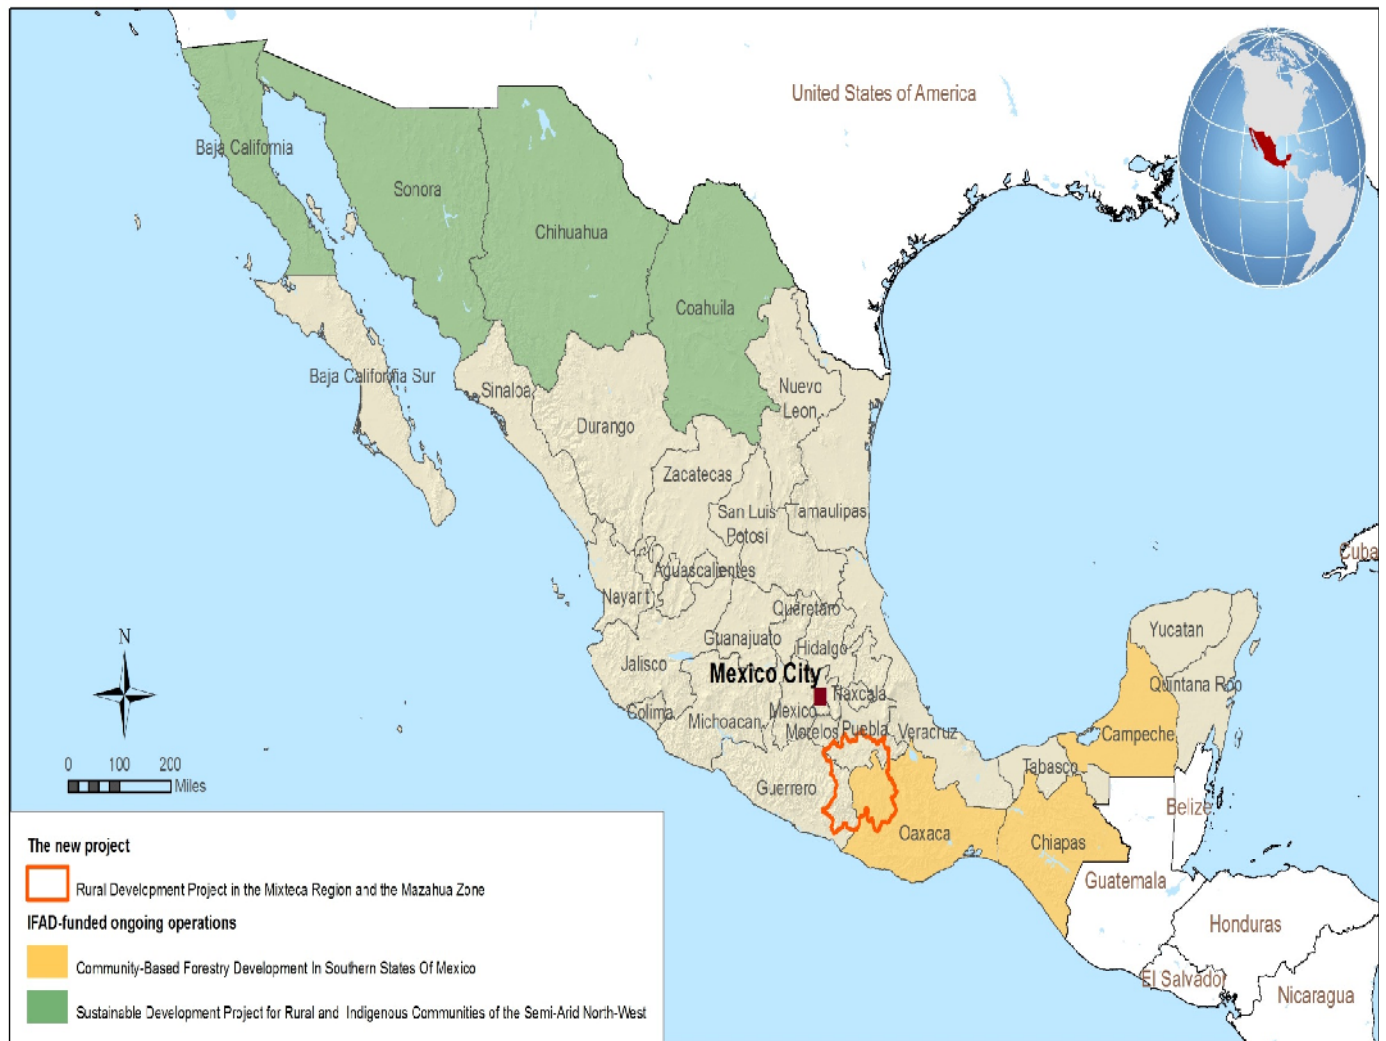 United States of America
Baja California
Sonora
Chihuahua
Coahuila
Baja California Sur
Sinaloa
Nuevo
Leon
Durango
Zacatecas
San Luis
Potosi
Tamaulipas
Cuba
Aguascalientes
Nayarit
Queretaro
Guanajuato
Hidalgo
Yucatan
Jalisco
Mexico City
Quintana Roo
Tlaxcala
Colima
Michoacan
Mexico
Morelos
Puebla
Veracruz
Campeche
Tabasco
Guerrero
Belize
Oaxaca
Chiapas
Guatemala
Honduras
El Salvador
Nicaragua
N
0 100 200
Miles
The new project
Rural Development Project in the Mixteca Region and the Mazahua Zone
IFAD-funded ongoing operations
Community-Based Forestry Development In Southern States Of Mexico
Sustainable Development Project for Rural and Indigenous Communities of the Semi-Arid North-West